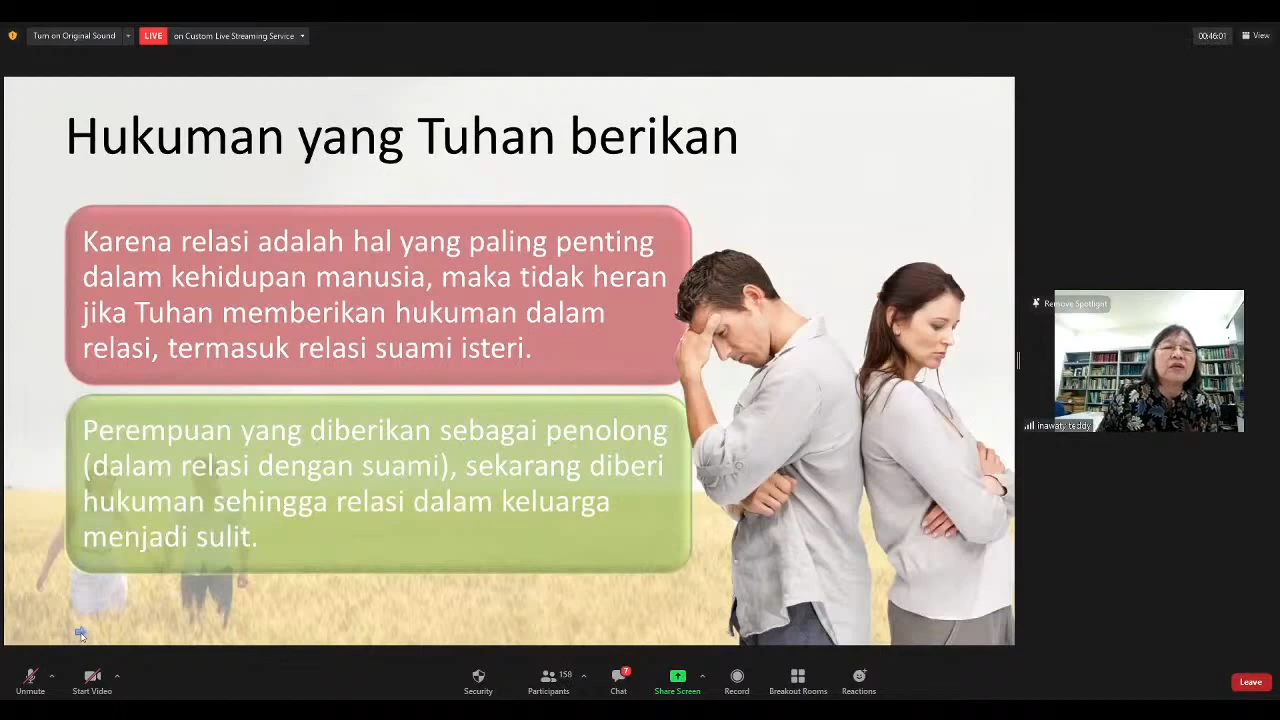 Turn on Original Sound
LIVE
on Custom Live Streaming Service
00:46:01
View
Hukuman yang Tuhan berikan
Karena relasi adalah hal yang paling penting
dalam kehidupan manusia, maka tidak heran
jika Tuhan memberikan hukuman dalam
relasi, termasuk relasi suami isteri.
Perempuan yang diberikan sebagai penolong
(dalam relasi dengan suami), sekarang diberi
hukuman sehingga relasi dalam keluarga
menjadi sulit.
Remove Spotlight
inawaty teddy
Unmute
Start Video
Security
158
Participants
7
Chat
Share Screen
Record
Breakout Rooms
Reactions
Leave